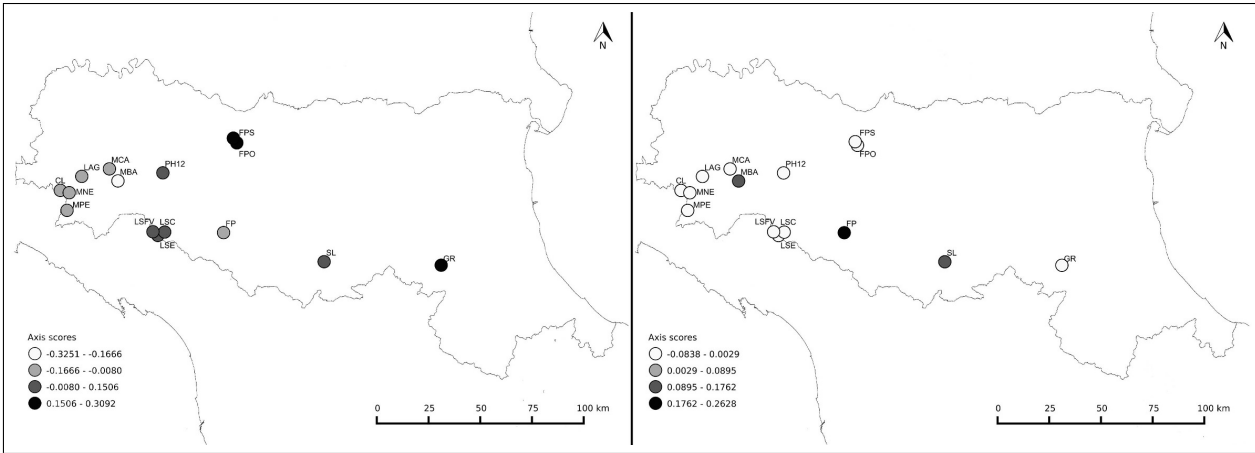 N
FPS
FPO
MCA
PH12
LAG
MBA
CL
MNE
MPE
LSFV LSC
FP
LSE
SL
GR
Axis scores
-0.3251 - -0.1666
-0.1666 - -0.0080
-0.0080 - 0.1506
0.1506 - 0.3092
0 25 50 75 100 km
N
FPS
FPO
MCA
PH12
LAG
MBA
CL
MNE
MPE
LSFV LSC
FP
LSE
SL
GR
Axis scores
-0.0838 - 0.0029
0.0029 - 0.0895
0.0895 - 0.1762
0.1762 - 0.2628
0 25 50 75 100 km